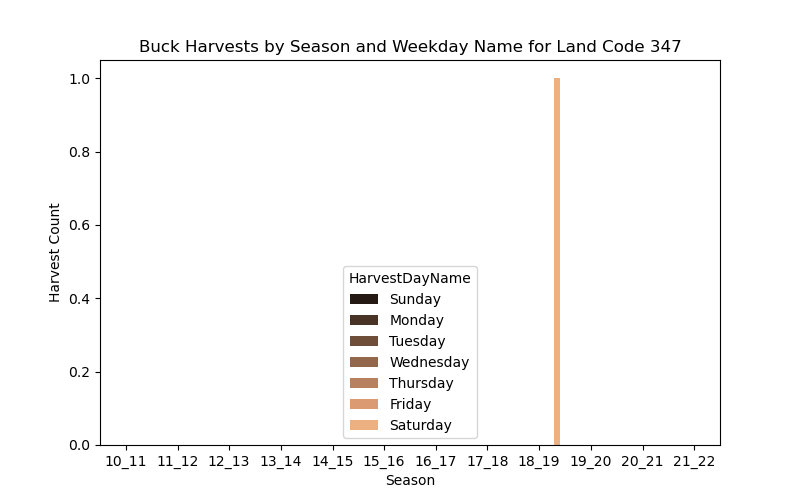 Buck Harvests by Season and Weekday Name for Land Code 347
1.0
0.8
0.6
0.4
0.2
0.0
Harvest Count
HarvestDayName
Sunday
Monday
Tuesday
Wednesday
Thursday
Friday
Saturday
10_11 11_12 12_13 13_14 14_15 15_16 16_17 17_18 18_19 19_20 20_21 21_22
Season